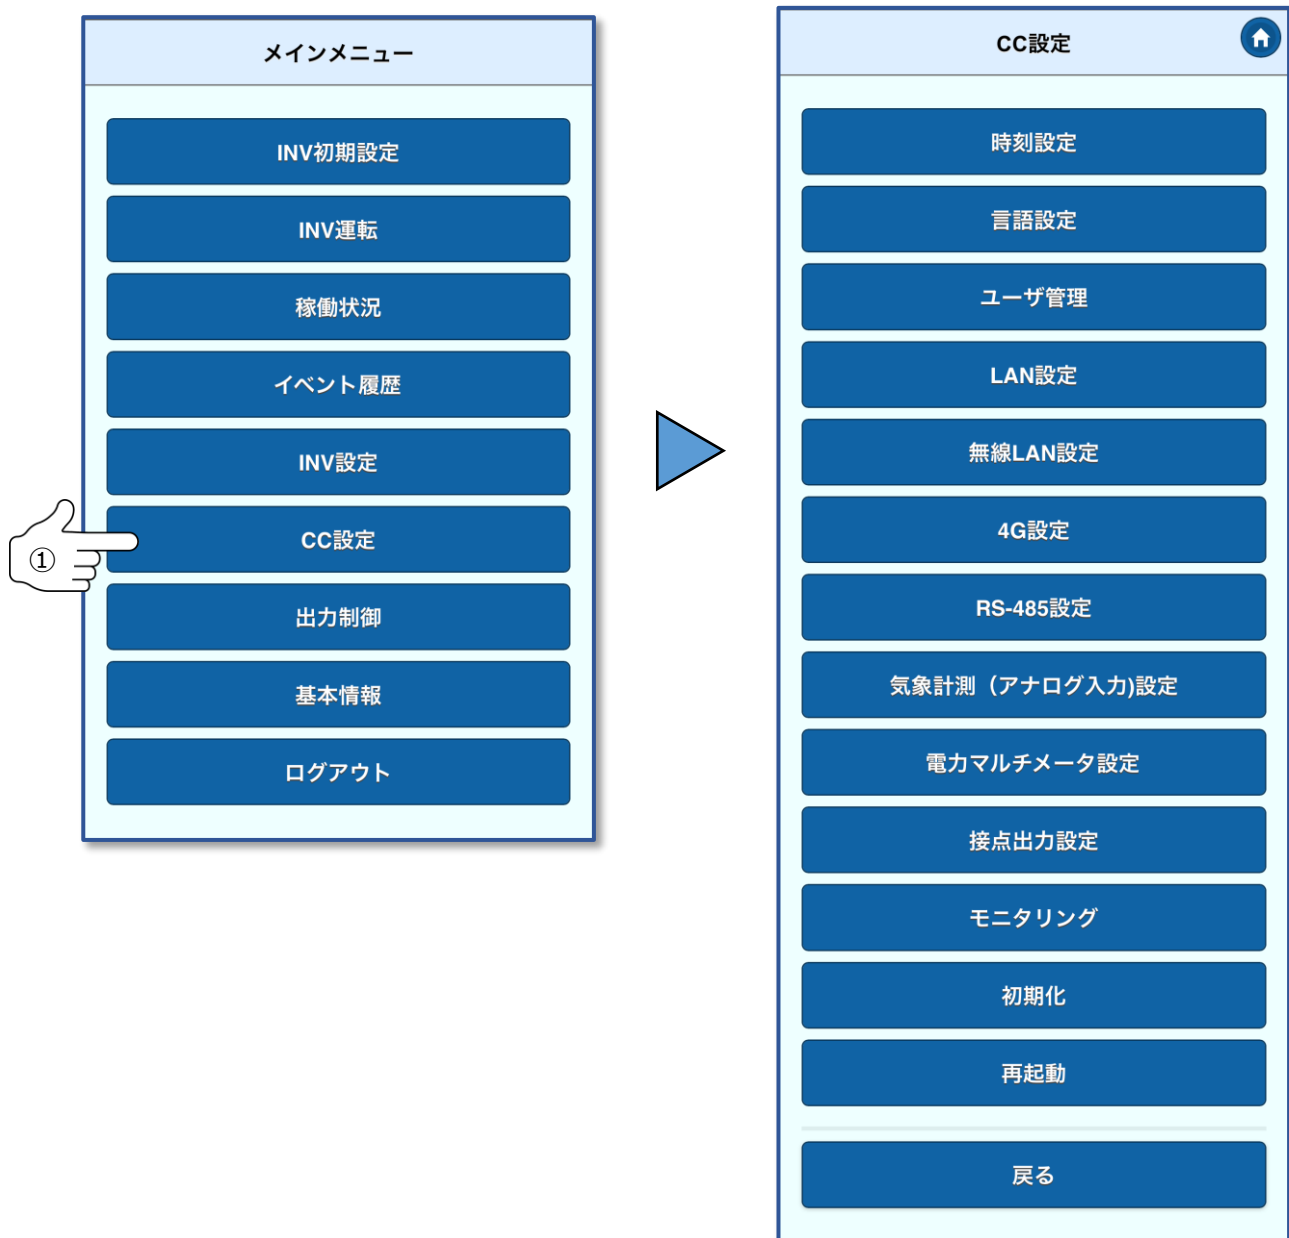 メインメニュー
INV初期設定
INV運転
稼働状況
イベント履歴
INV設定
①
CC設定
出力制御
基本情報
ログアウト
CC設定
時刻設定
言語設定
ユーザ管理
LAN設定
無線LAN設定
4G設定
RS-485設定
気象計測（アナログ入力)設定
電力マルチメータ設定
接点出力設定
モニタリング
初期化
再起動
戻る